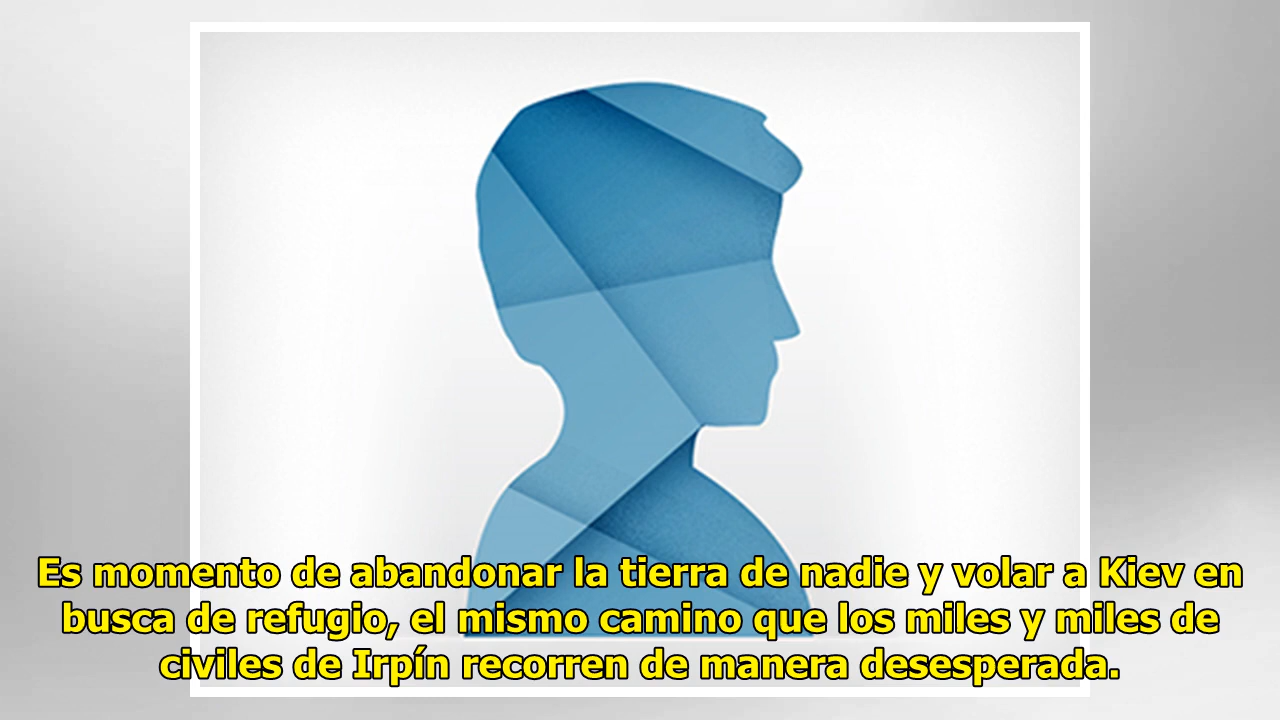 Es momento de abandonar la tierra de nadie y volar a Kiev en
busca de refugio, el mismo camino que los miles y miles de
civiles de Irpín recorren de manera desesperada.